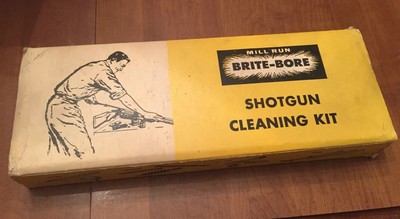 MILL RUN
BRITE-BORE
SHOTGUN
CLEANING KIT